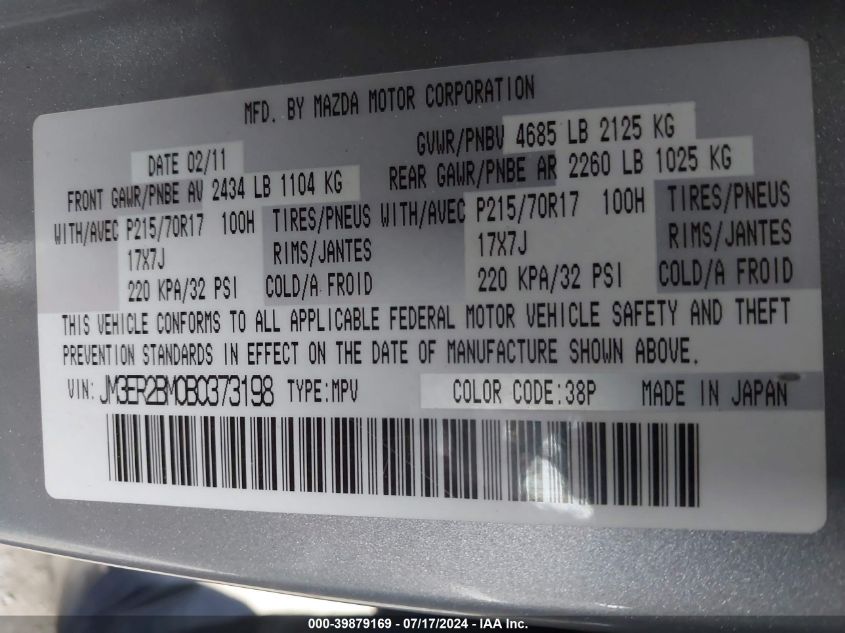 MFD. BY MAZDA MOTOR CORPORATION
DATE 02/11 GVWR/PNBV 4685 LB 2125 KG
FRONT GAWR/PNBE AV 2434 LB 1104 KG REAR GAWR/PNBE AR 2260 LB 1025 KG
WITH/AVEC P215/70R17 100H TIRES/PNEUS WITH/AVEC P215/70R17 100H TIRES/PNEUS
17X7J RIMS/JANTES 17X7J RIMS/JANTES
220 KPA/32 PSI COLD/A FROID 220 KPA/32 PSI COLD/A FROID
THIS VEHICLE CONFORMS TO ALL APPLICABLE FEDERAL MOTOR VEHICLE SAFETY AND THEFT
PREVENTION STANDARDS IN EFFECT ON THE DATE OF MANUFACTURE SHOWN ABOVE.
VIN: JM3ER2BM0B0373198 TYPE:MPV COLOR CODE:38P MADE IN JAPAN
000-39879169 - 07/17/2024 - IAAI Inc.